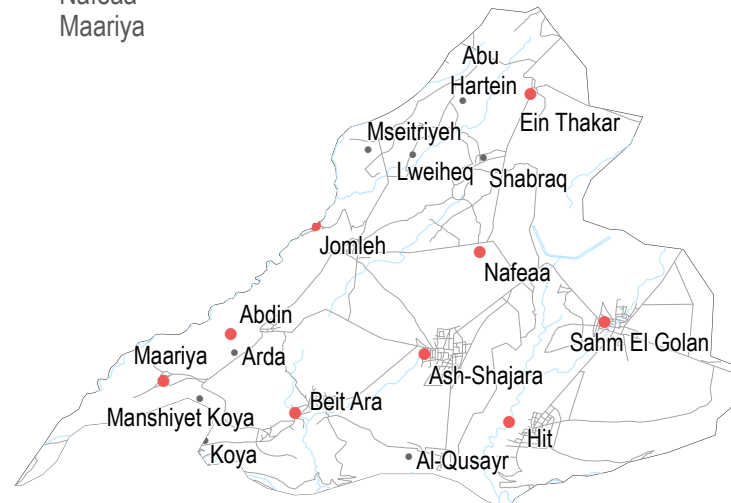 Maariya
Abu
Hartein
Ein Thakar
Mseitriyeh
Lweiheq
Shabraq
Jomleh
Nafeaa
Abdin
Sahm El Golan
Maariya
Arda
Ash-Shajara
Beit Ara
Manshiyet Koya
Hit
Koya
Al-Qusayr